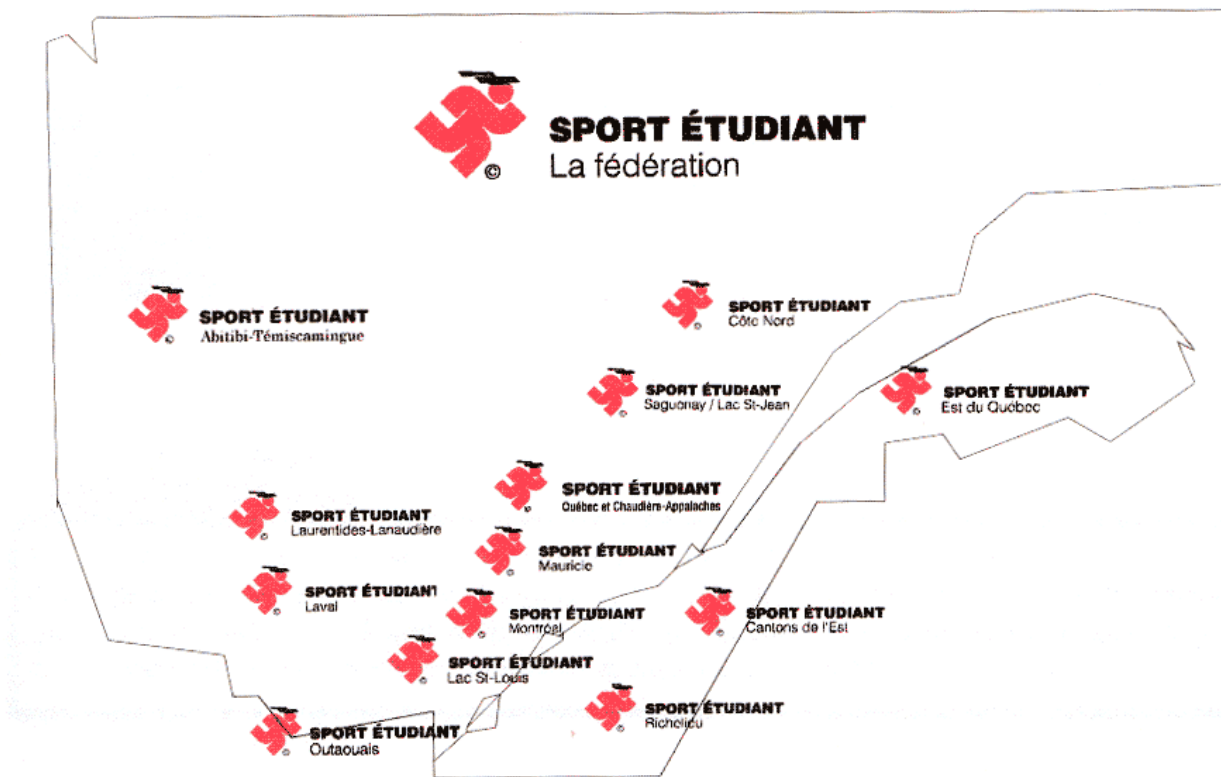 SPORT ÉTUDIANT
La fédération
©
SPORT ÉTUDIANT
Côte Nord
©
SPORT ÉTUDIANT
Abitibi-Témiscamingue
©
SPORT ÉTUDIANT
Saguenay / Lac St-Jean
©
SPORT ÉTUDIANT
Est du Québec
©
SPORT ÉTUDIANT
Québec et Chaudière-Appalaches
©
SPORT ÉTUDIANT
Laurentides-Lanaudière
©
SPORT ÉTUDIANT
Mauricie
©
SPORT ÉTUDIANT
Laval
©
SPORT ÉTUDIANT
Montréal
©
SPORT ÉTUDIANT
Cantons de l'Est
©
SPORT ÉTUDIANT
Lac St-Louis
©
SPORT ÉTUDIANT
Richelieu
©
SPORT ÉTUDIANT
Outaouais
©